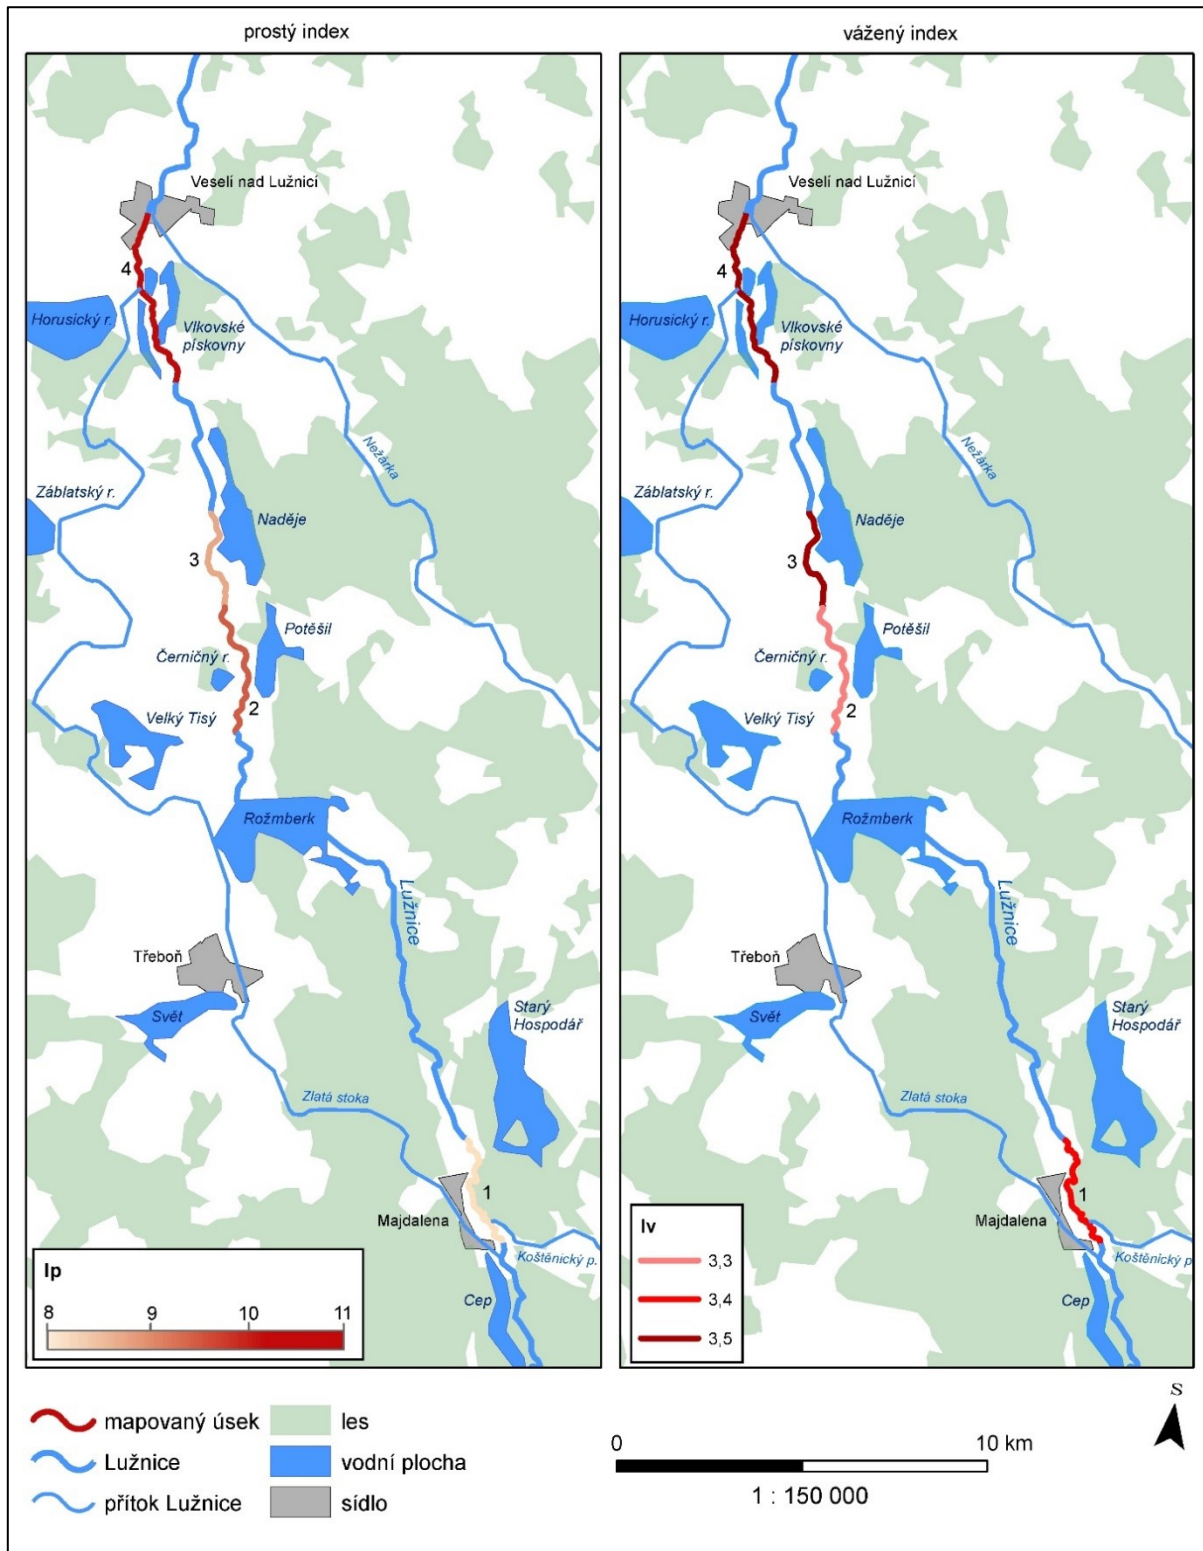 prostý index
Veselí nad Lužnicí
4
Horusický r.
Vlkovské
pískovny
Nežárka
Záblatský r.
Naděje
3
Potěšil
Černičný r.
2
Velký Tisý
Rožmberk
Lužnice
Třeboň
Svět
Starý
Hospodář
Zlatá stoka
1
Majdalena
Koštěnický p.
Cep
Ip
8 9 10 11
vážený index
Veselí nad Lužnicí
4
Horusický r.
Vlkovské
pískovny
Nežárka
Záblatský r.
Naděje
3
Potěšil
Černičný r.
2
Velký Tisý
Rožmberk
Lužnice
Třeboň
Svět
Starý
Hospodář
Zlatá stoka
1
Majdalena
Koštěnický p.
Cep
Iv
3,3
3,4
3,5
mapovaný úsek
Lužnice
přítok Lužnice
les
vodní plocha
sídlo
0 10 km
1 : 150 000
S